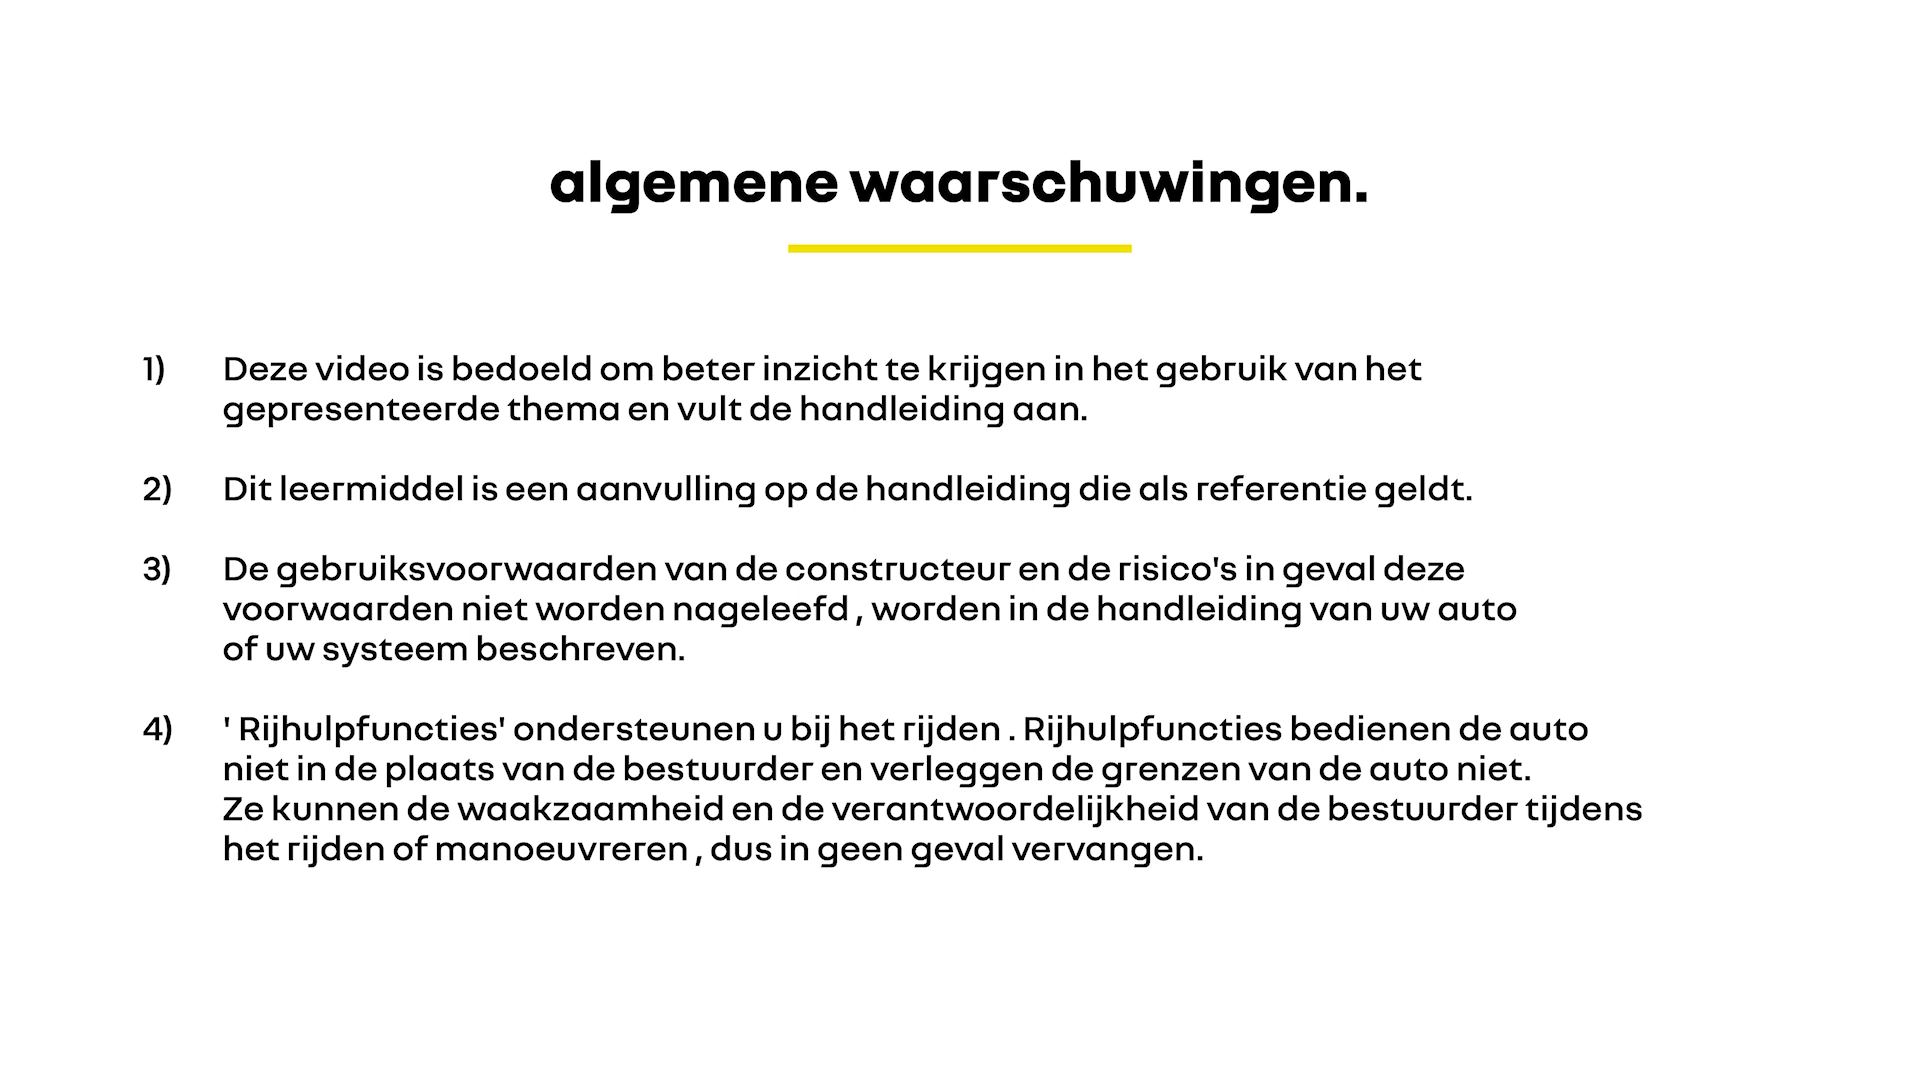 algemene waarschuwingen.
1) Deze video is bedoeld om beter inzicht te krijgen in het gebruik van het
gepresenteerde thema en vult de handleiding aan.
2) Dit leermiddel is een aanvulling op de handleiding die als referentie geldt.
3) De gebruiksvoorwaarden van de constructeur en de risico's in geval deze
voorwaarden niet worden nageleefd , worden in de handleiding van uw auto
of uw systeem beschreven.
4) ' Rijhulpfuncties' ondersteunen u bij het rijden . Rijhulpfuncties bedienen de auto
niet in de plaats van de bestuurder en verleggen de grenzen van de auto niet.
Ze kunnen de waakzaamheid en de verantwoordelijkheid van de bestuurder tijdens
het rijden of manoeuvreren , dus in geen geval vervangen.